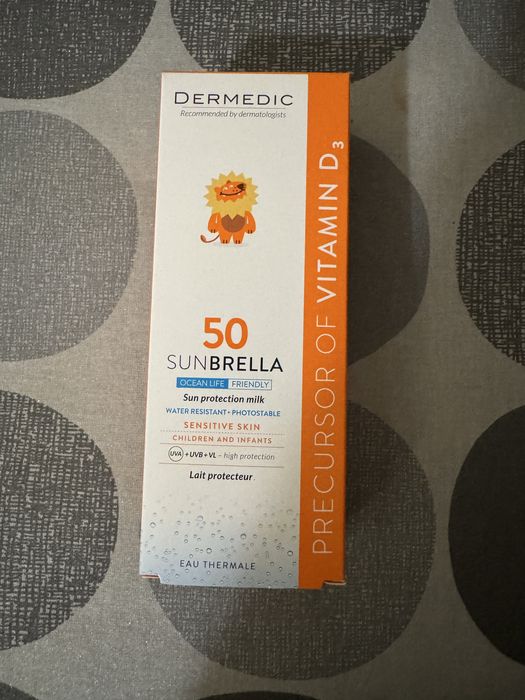 DERMEDIC
Recommended by dermatologists
50
SUNBRELLA
OCEAN LIFE FRIENDLY
Sun protection milk
WATER RESISTANT • PHOTOSTABLE
SENSITIVE SKIN
CHILDREN AND INFANTS
UVA + UVB + VL – high protection
Lait protecteur
EAU THERMALE
PRECURSOR OF VITAMIN D₃